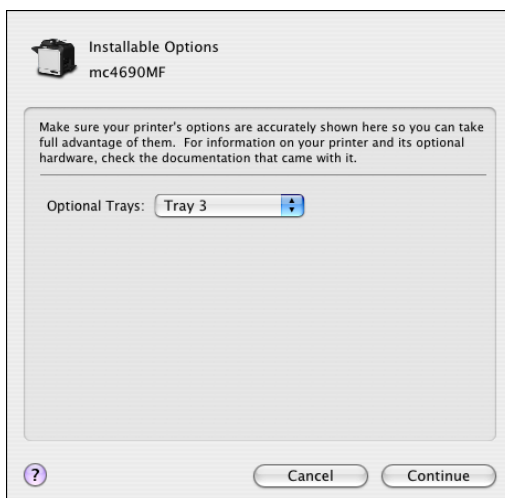 Installable Options
mc4690MF
Make sure your printer's options are accurately shown here so you can take
full advantage of them.  For information on your printer and its optional
hardware, check the documentation that came with it.
Optional Trays: Tray 3
?
Cancel Continue